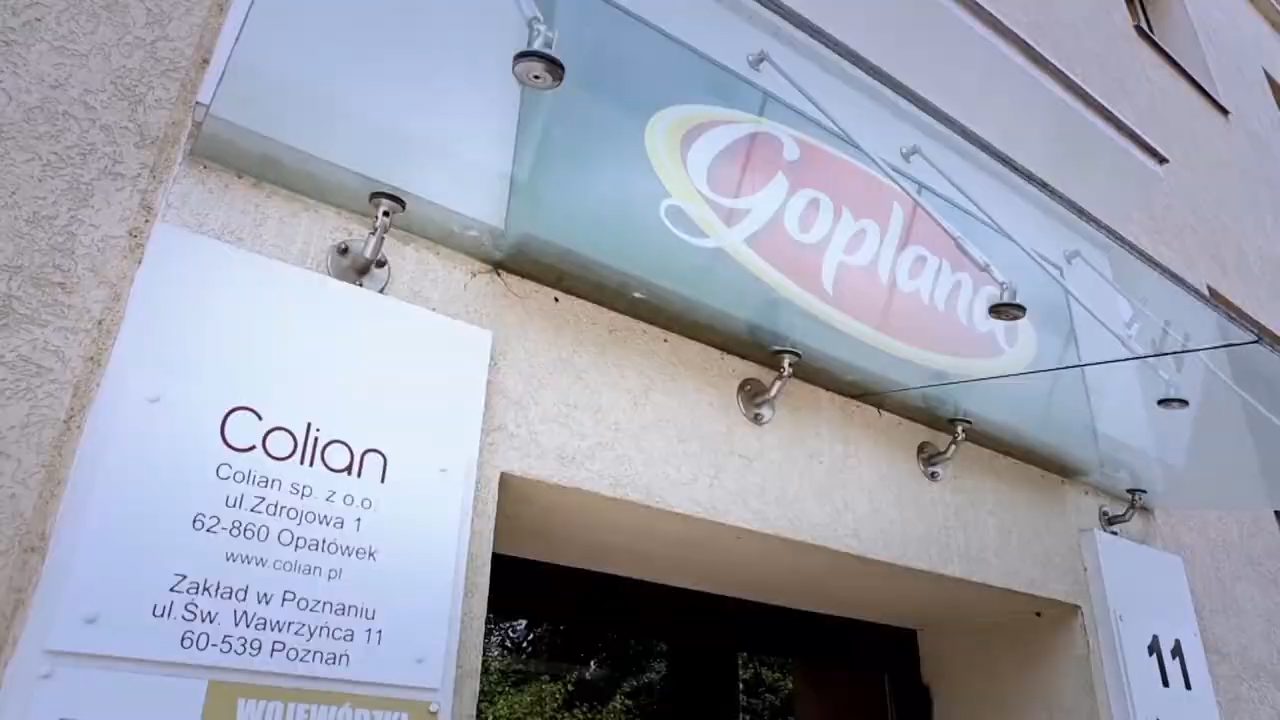 Goplana
Colian
Colian sp. z o.o.
ul.Zdrojowa 1
62-860 Opatówek
www.colian.pl
Zakład w Poznaniu
ul.Św. Wawrzyńca 11
60-539 Poznań
11